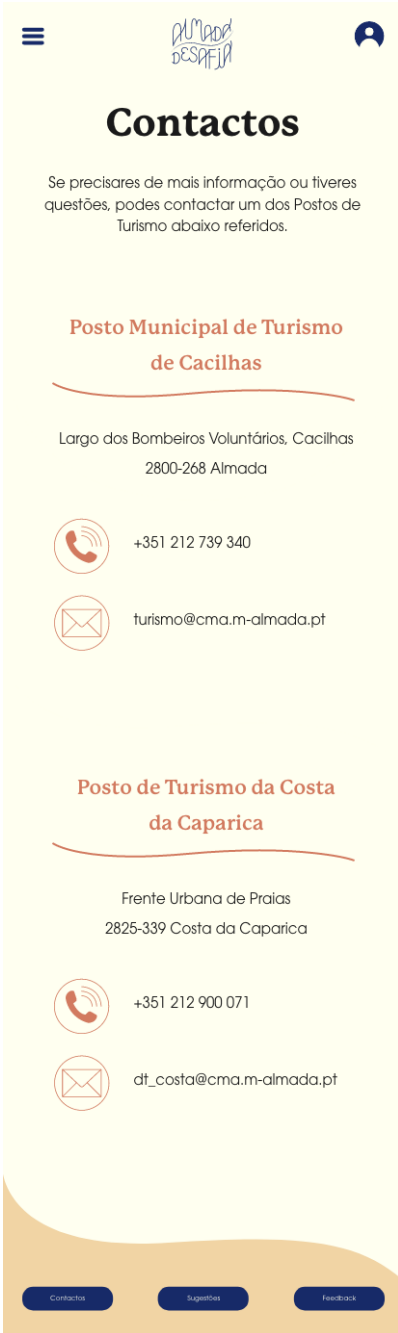 ALMADA
DESAFIA
Contactos
Se precisares de mais informação ou tiveres
questões, podes contactar um dos Postos de
Turismo abaixo referidos.
Posto Municipal de Turismo
de Cacilhas
Largo dos Bombeiros Voluntários, Cacilhas
2800-268 Almada
+351 212 739 340
turismo@cma.m-almada.pt
Posto de Turismo da Costa
da Caparica
Frente Urbana de Praias
2825-339 Costa da Caparica
+351 212 900 071
dt_costa@cma.m-almada.pt
Contactos
Sugestões
Feedback